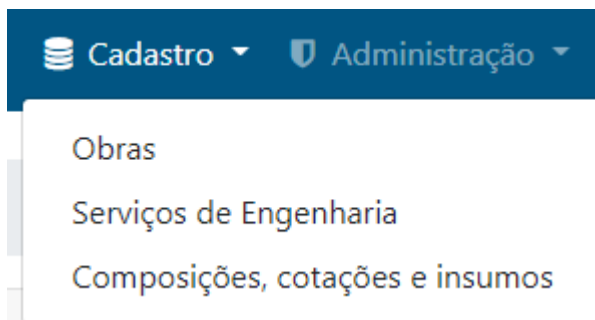 Cadastro Administração
Obras
Serviços de Engenharia
Composições, cotações e insumos